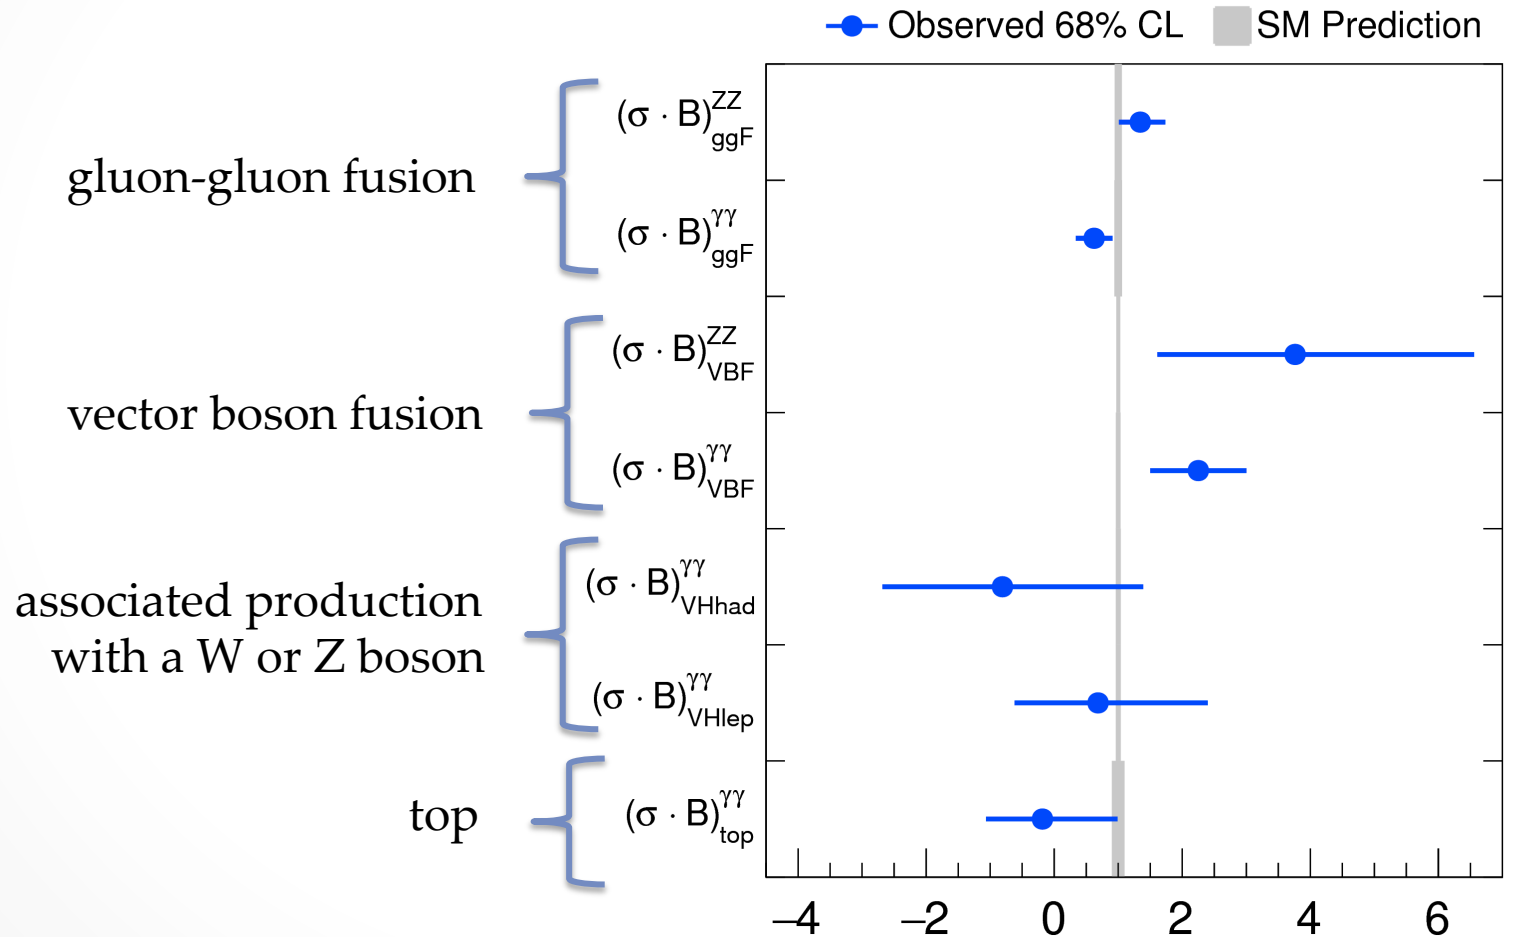 Observed 68% CL SM Prediction
gluon-gluon fusion
(σ · B)^ZZ_ggF
(σ · B)^γγ_ggF
vector boson fusion
(σ · B)^ZZ_VBF
(σ · B)^γγ_VBF
associated production
with a W or Z boson
(σ · B)^γγ_VHhad
(σ · B)^γγ_VHlep
top
(σ · B)^γγ_top
−4 −2 0 2 4 6